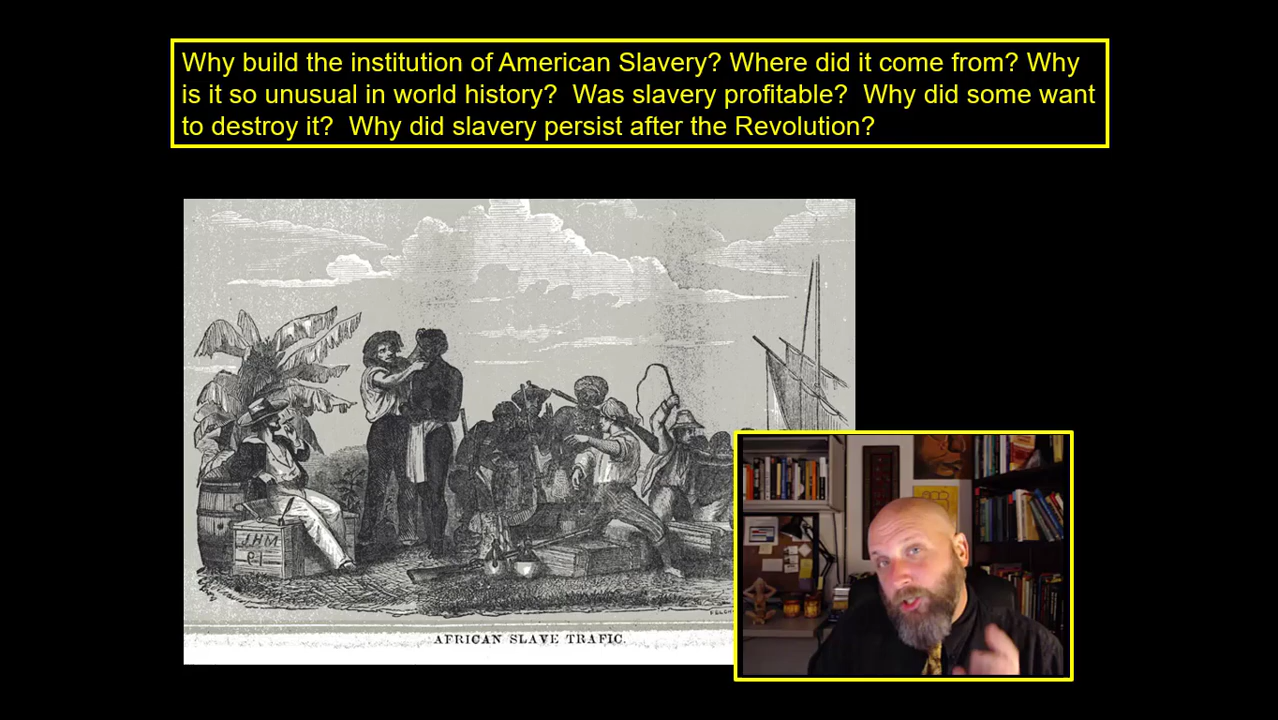 Why build the institution of American Slavery? Where did it come from? Why
is it so unusual in world history? Was slavery profitable? Why did some want
to destroy it? Why did slavery persist after the Revolution?
J.H.M
AFRICAN SLAVE TRAFIC.